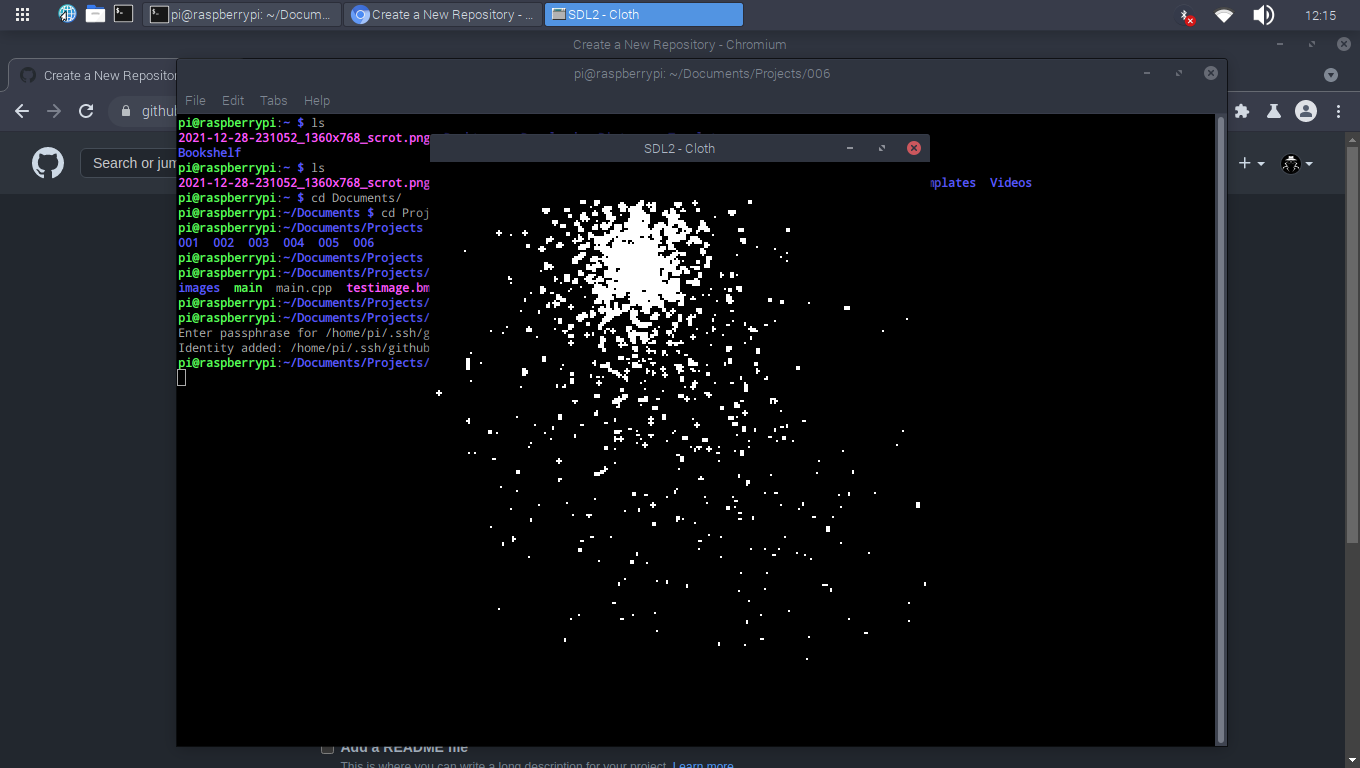 pi@raspberrypi: ~/Docum...
Create a New Repository - ...
SDL2 - Cloth
12:15
Create a New Repository - Chromium
Create a New Repositor
pi@raspberrypi: ~/Documents/Projects/006
File Edit Tabs Help
githu
Search or jum
pi@raspberrypi:~ $ ls
2021-12-28-231052_1360x768_scrot.png
Bookshelf
pi@raspberrypi:~ $ ls
2021-12-28-231052_1360x768_scrot.png mplates Videos
pi@raspberrypi:~ $ cd Documents/
pi@raspberrypi:~/Documents $ cd Proj
pi@raspberrypi:~/Documents/Projects
001 002 003 004 005 006
pi@raspberrypi:~/Documents/Projects
pi@raspberrypi:~/Documents/Projects/
images main main.cpp testimage.bm
pi@raspberrypi:~/Documents/Projects/
pi@raspberrypi:~/Documents/Projects/
Enter passphrase for /home/pi/.ssh/g
Identity added: /home/pi/.ssh/github
pi@raspberrypi:~/Documents/Projects/
SDL2 - Cloth
Add a README file
This is where you can write a long description for your project. Learn more.